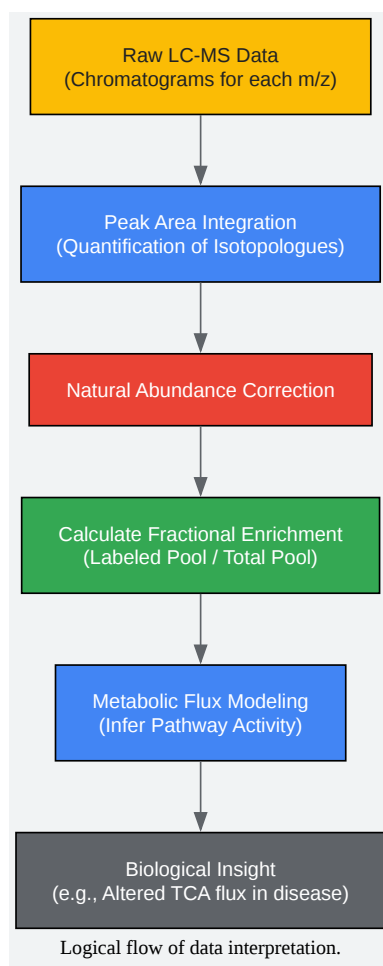 Raw LC-MS Data
(Chromatograms for each m/z)
Peak Area Integration
(Quantification of Isotopologues)
Natural Abundance Correction
Calculate Fractional Enrichment
(Labeled Pool / Total Pool)
Metabolic Flux Modeling
(Infer Pathway Activity)
Biological Insight
(e.g., Altered TCA flux in disease)
Logical flow of data interpretation.